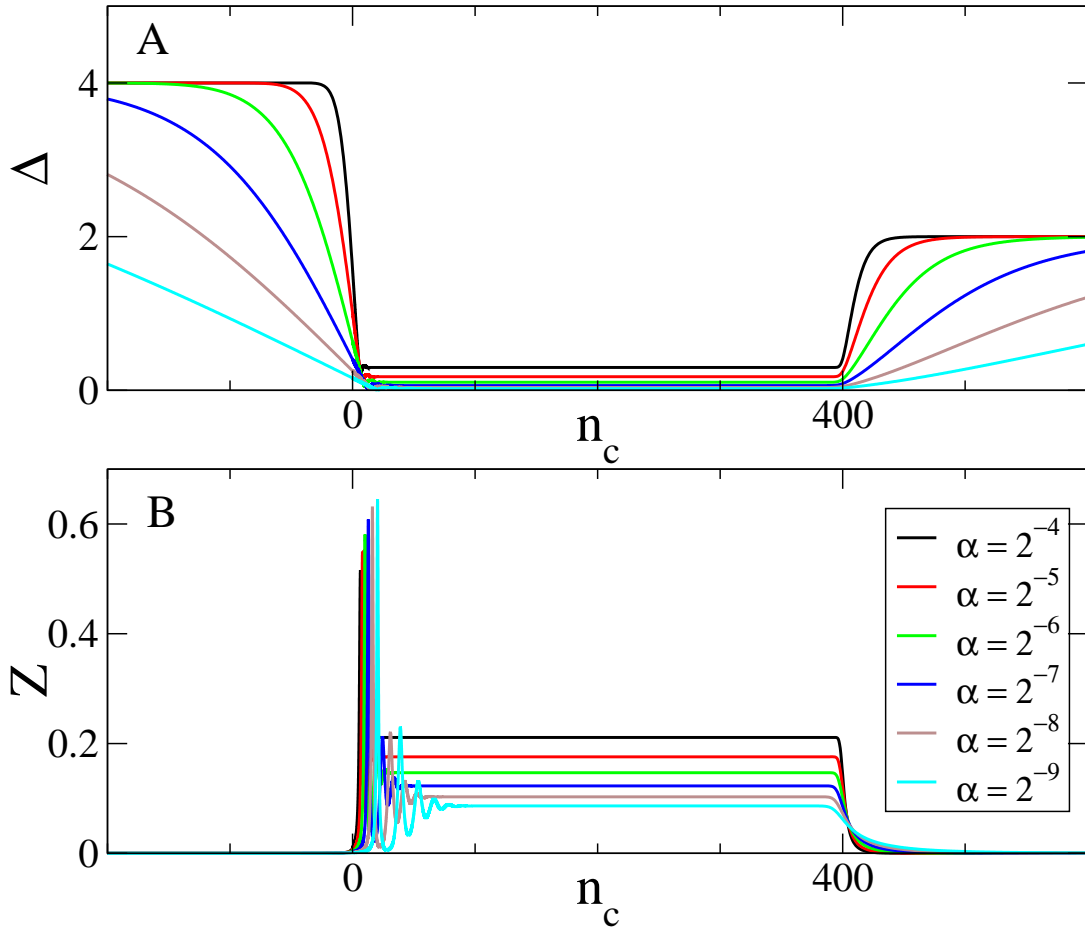 A
4
2
0
Δ
0
400
n_c
B
0.6
0.4
0.2
0
Z
0
400
n_c
α = 2^{-4}
α = 2^{-5}
α = 2^{-6}
α = 2^{-7}
α = 2^{-8}
α = 2^{-9}